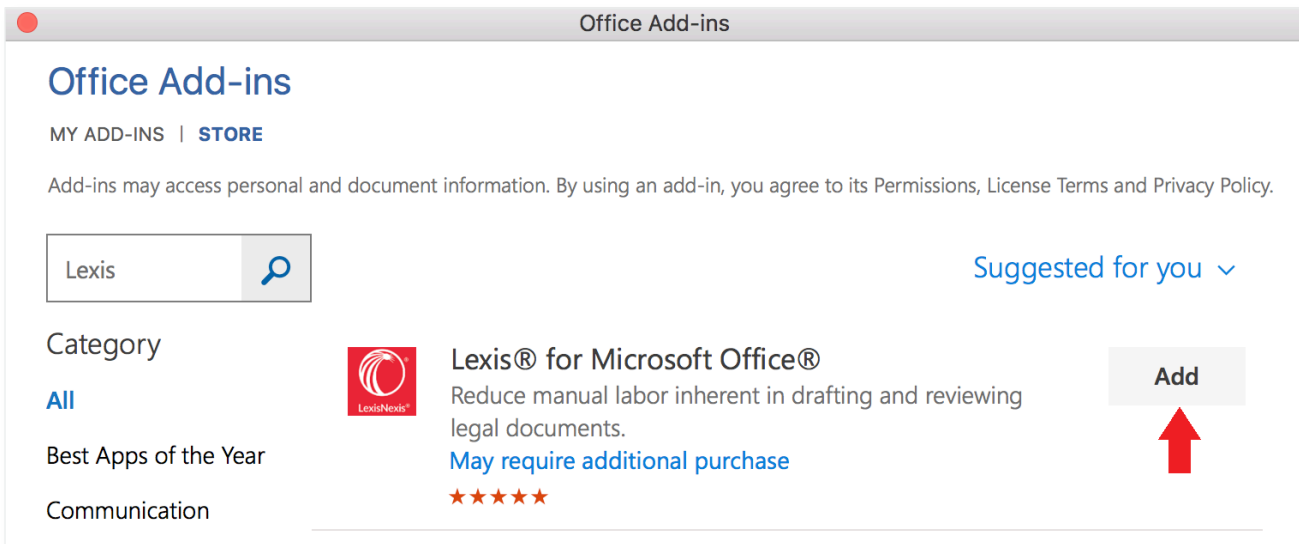 Office Add-ins
Office Add-ins
MY ADD-INS | STORE
Add-ins may access personal and document information. By using an add-in, you agree to its Permissions, License Terms and Privacy Policy.
Lexis
Suggested for you
Category
All
Best Apps of the Year
Communication
LexisNexis®
Lexis® for Microsoft Office®
Reduce manual labor inherent in drafting and reviewing
legal documents.
May require additional purchase
Add